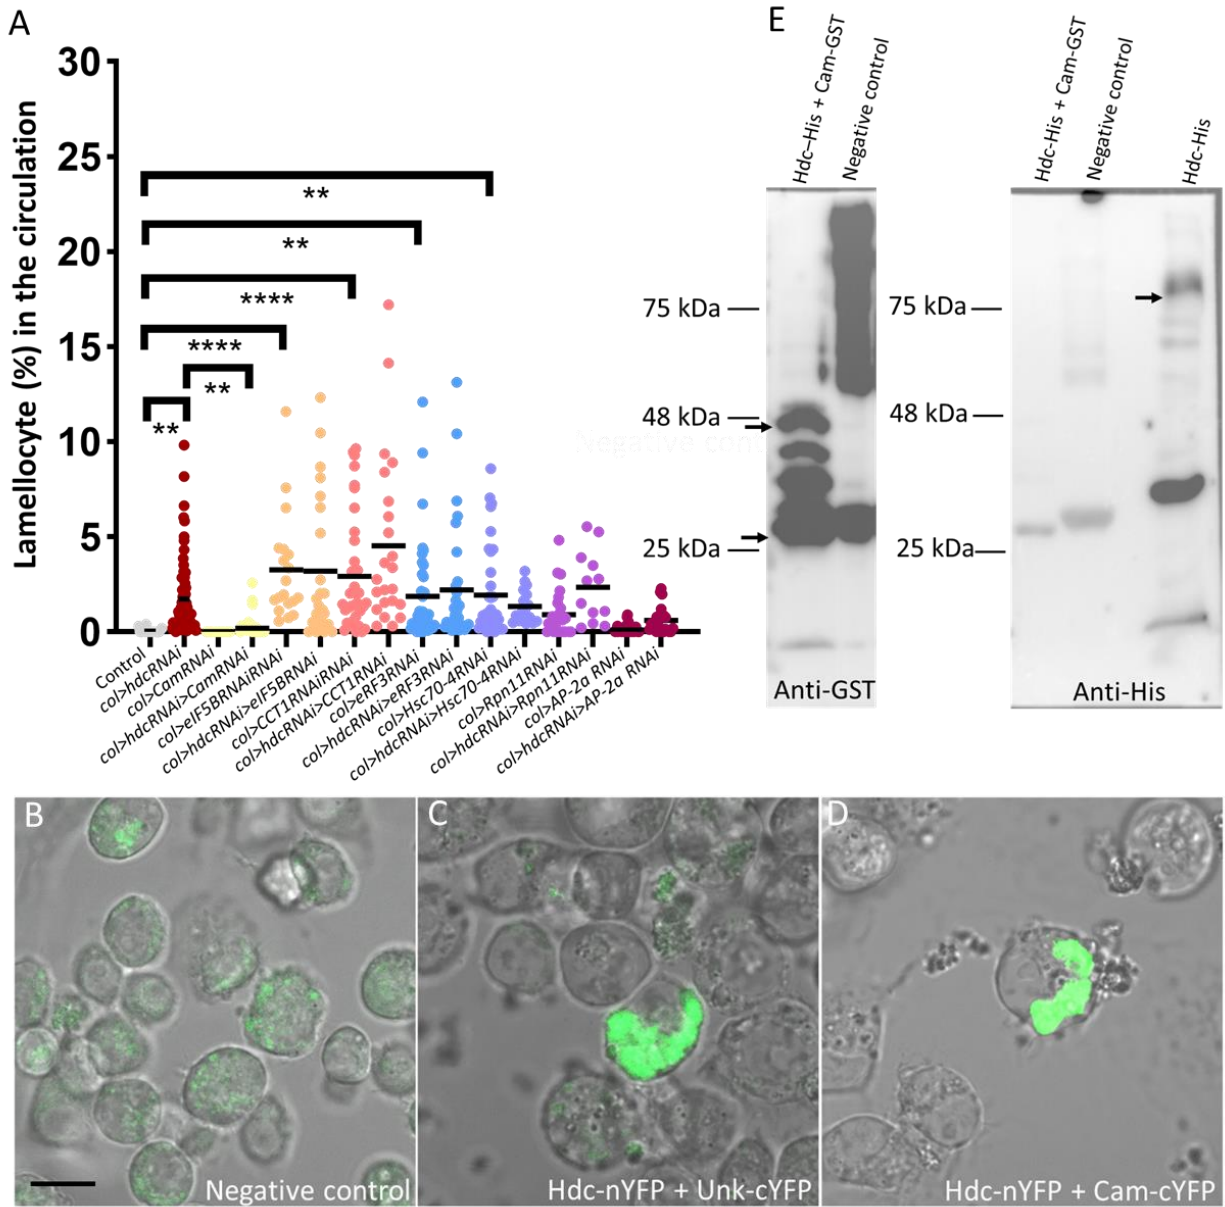 A
Lamellocyte (%) in the circulation
30
25
20
15
10
5
0
**
**
****
****
**
**
Control
col>hdcRNAi
col>CamRNAi
col>hdcRNAi>CamRNAi
col>eIF5BRNAiRNAi
col>hdcRNAi>eIF5BRNAi
col>CCT1RNAiRNAi
col>hdcRNAi>CCT1RNAi
col>eRF3RNAi
col>hdcRNAi>eRF3RNAi
col>Hsc70-4RNAi
col>hdcRNAi>Hsc70-4RNAi
col>Rpn11RNAi
col>hdcRNAi>Rpn11RNAi
col>AP-2α RNAi
col>hdcRNAi>AP-2α RNAi
E
Hdc–His + Cam-GST
Negative control
75 kDa
48 kDa
25 kDa
Anti-GST
Hdc-His + Cam-GST
Negative control
Hdc-His
75 kDa
48 kDa
25 kDa
Anti-His
Negative cont
B
Negative control
C
Hdc-nYFP + Unk-cYFP
D
Hdc-nYFP + Cam-cYFP